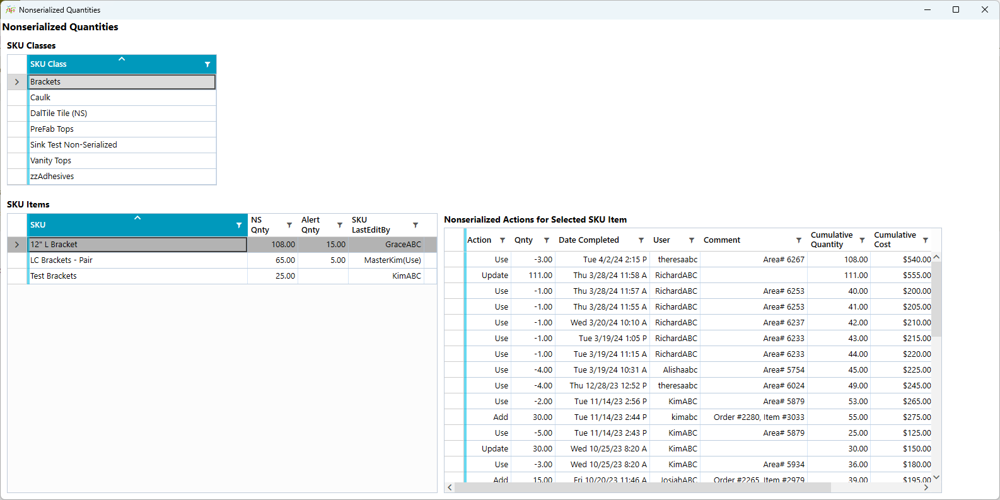 Nonserialized Quantities
Nonserialized Quantities
SKU Classes
SKU Class
Brackets
Caulk
DalTile Tile (NS)
PreFab Tops
Sink Test Non-Serialized
Vanity Tops
zzAdhesives
SKU Items
SKU NS Qnty Alert Qnty SKU LastEditBy
12" L Bracket 108.00 15.00 GraceABC
LC Brackets - Pair 65.00 5.00 MasterKim(Use)
Test Brackets 25.00 KimABC
Nonserialized Actions for Selected SKU Item
Action Qnty Date Completed User Comment Cumulative Quantity Cumulative Cost
Use -3.00 Tue 4/2/24 2:15 P theresaabc Area# 6267 108.00 $540.00
Update 111.00 Thu 3/28/24 11:58 A RichardABC 111.00 $555.00
Use -1.00 Thu 3/28/24 11:57 A RichardABC Area# 6253 40.00 $200.00
Use -1.00 Thu 3/28/24 11:55 A RichardABC Area# 6253 41.00 $205.00
Use -1.00 Wed 3/20/24 10:10 A RichardABC Area# 6237 42.00 $210.00
Use -1.00 Tue 3/19/24 1:05 P RichardABC Area# 6233 43.00 $215.00
Use -1.00 Tue 3/19/24 11:15 A RichardABC Area# 6233 44.00 $220.00
Use -4.00 Tue 3/19/24 10:31 A Alishaabc Area# 5754 45.00 $225.00
Use -4.00 Thu 12/28/23 12:52 P theresaabc Area# 6024 49.00 $245.00
Use -2.00 Tue 11/14/23 2:56 P KimABC Area# 5879 53.00 $265.00
Add 30.00 Tue 11/14/23 2:44 P kimabc Order #2280, Item #3033 55.00 $275.00
Use -5.00 Tue 11/14/23 2:43 P KimABC Area# 5879 25.00 $125.00
Update 30.00 Wed 10/25/23 8:20 A KimABC 30.00 $150.00
Use -3.00 Wed 10/25/23 8:20 A KimABC Area# 5934 36.00 $180.00
Add 15.00 Fri 10/20/23 11:46 A JosiahABC Order #2265, Item #2979 39.00 $195.00